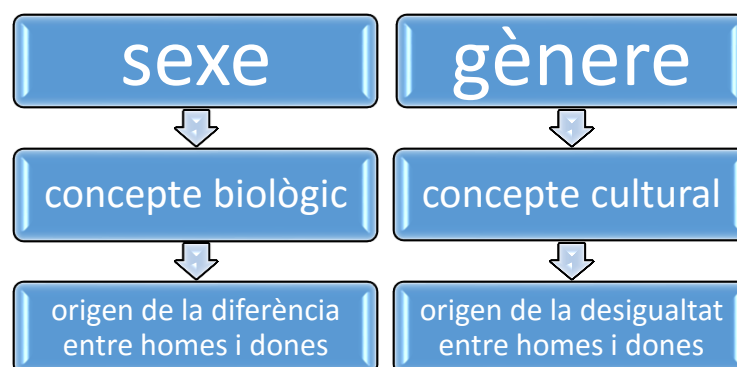 sexe
gènere
concepte biològic
concepte cultural
origen de la diferència
entre homes i dones
origen de la desigualtat
entre homes i dones